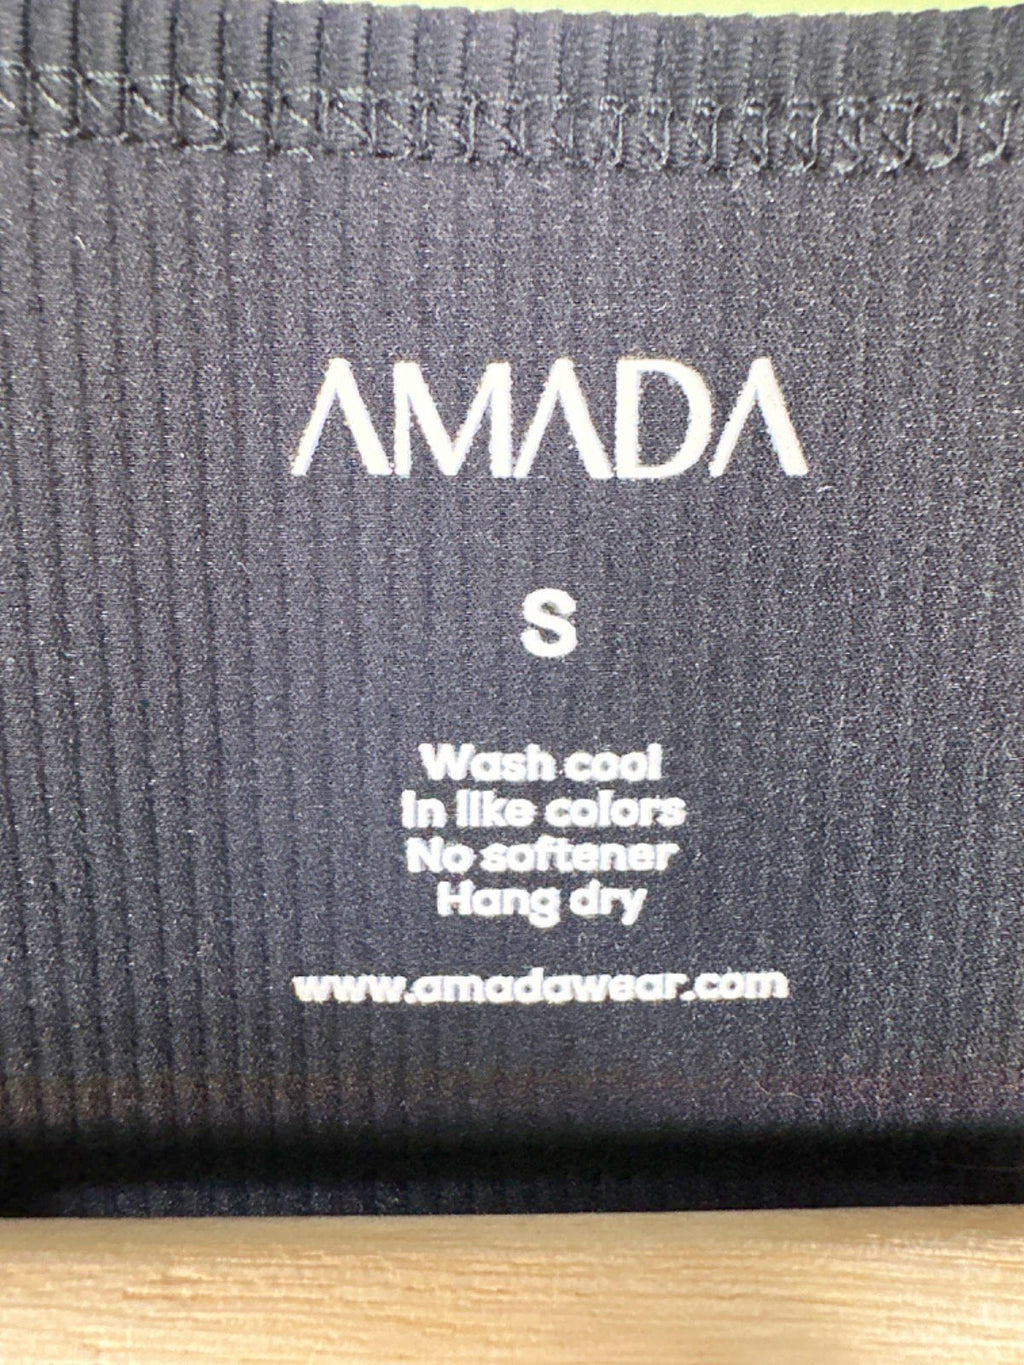 AMADA
S
Wash cool
In like colors
No softener
Hang dry
www.amadawear.com